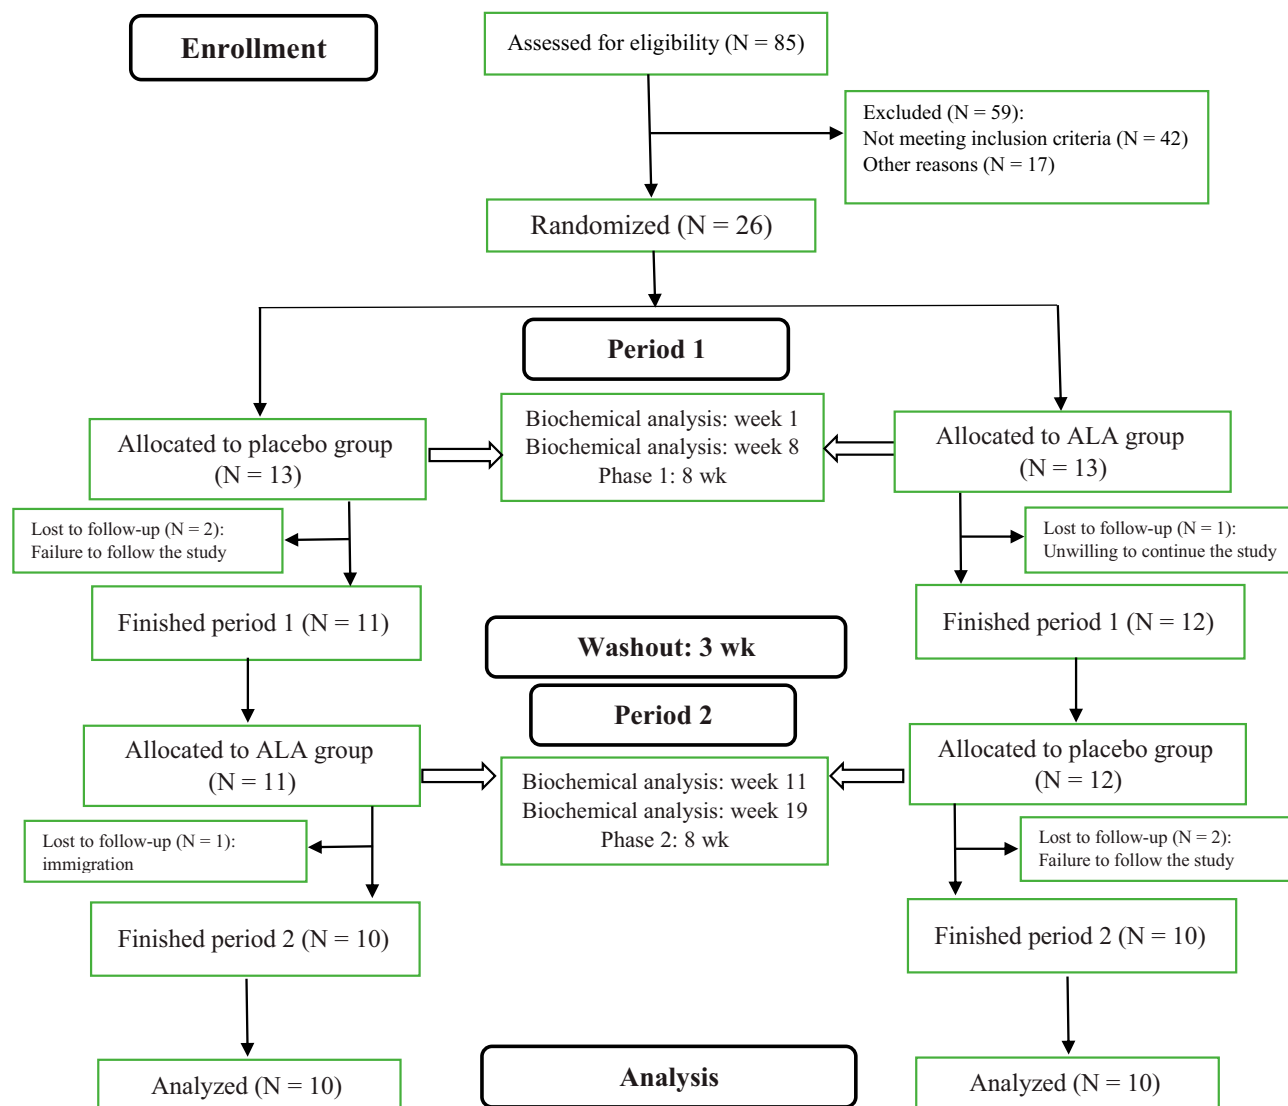 Enrollment
Assessed for eligibility (N = 85)
Excluded (N = 59):
Not meeting inclusion criteria (N = 42)
Other reasons (N = 17)
Randomized (N = 26)
Period 1
Allocated to placebo group
(N = 13)
Biochemical analysis: week 1
Biochemical analysis: week 8
Phase 1: 8 wk
Allocated to ALA group
(N = 13)
Lost to follow-up (N = 2):
Failure to follow the study
Lost to follow-up (N = 1):
Unwilling to continue the study
Finished period 1 (N = 11)
Finished period 1 (N = 12)
Washout: 3 wk
Period 2
Allocated to ALA group
(N = 11)
Biochemical analysis: week 11
Biochemical analysis: week 19
Phase 2: 8 wk
Allocated to placebo group
(N = 12)
Lost to follow-up (N = 1):
immigration
Lost to follow-up (N = 2):
Failure to follow the study
Finished period 2 (N = 10)
Finished period 2 (N = 10)
Analysis
Analyzed (N = 10)
Analyzed (N = 10)